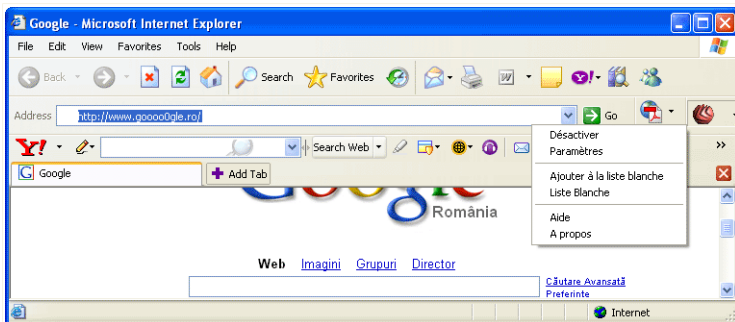 Google - Microsoft Internet Explorer
File Edit View Favorites Tools Help
Back Search Favorites
Address http://www.goooo0gle.ro/ Go
Y! Search Web
Désactiver
Paramètres
Ajouter à la liste blanche
Liste Blanche
Aide
A propos
G Google Add Tab
România
Web Imagini Grupuri Director
Căutare Avansată
Preferinte
Internet